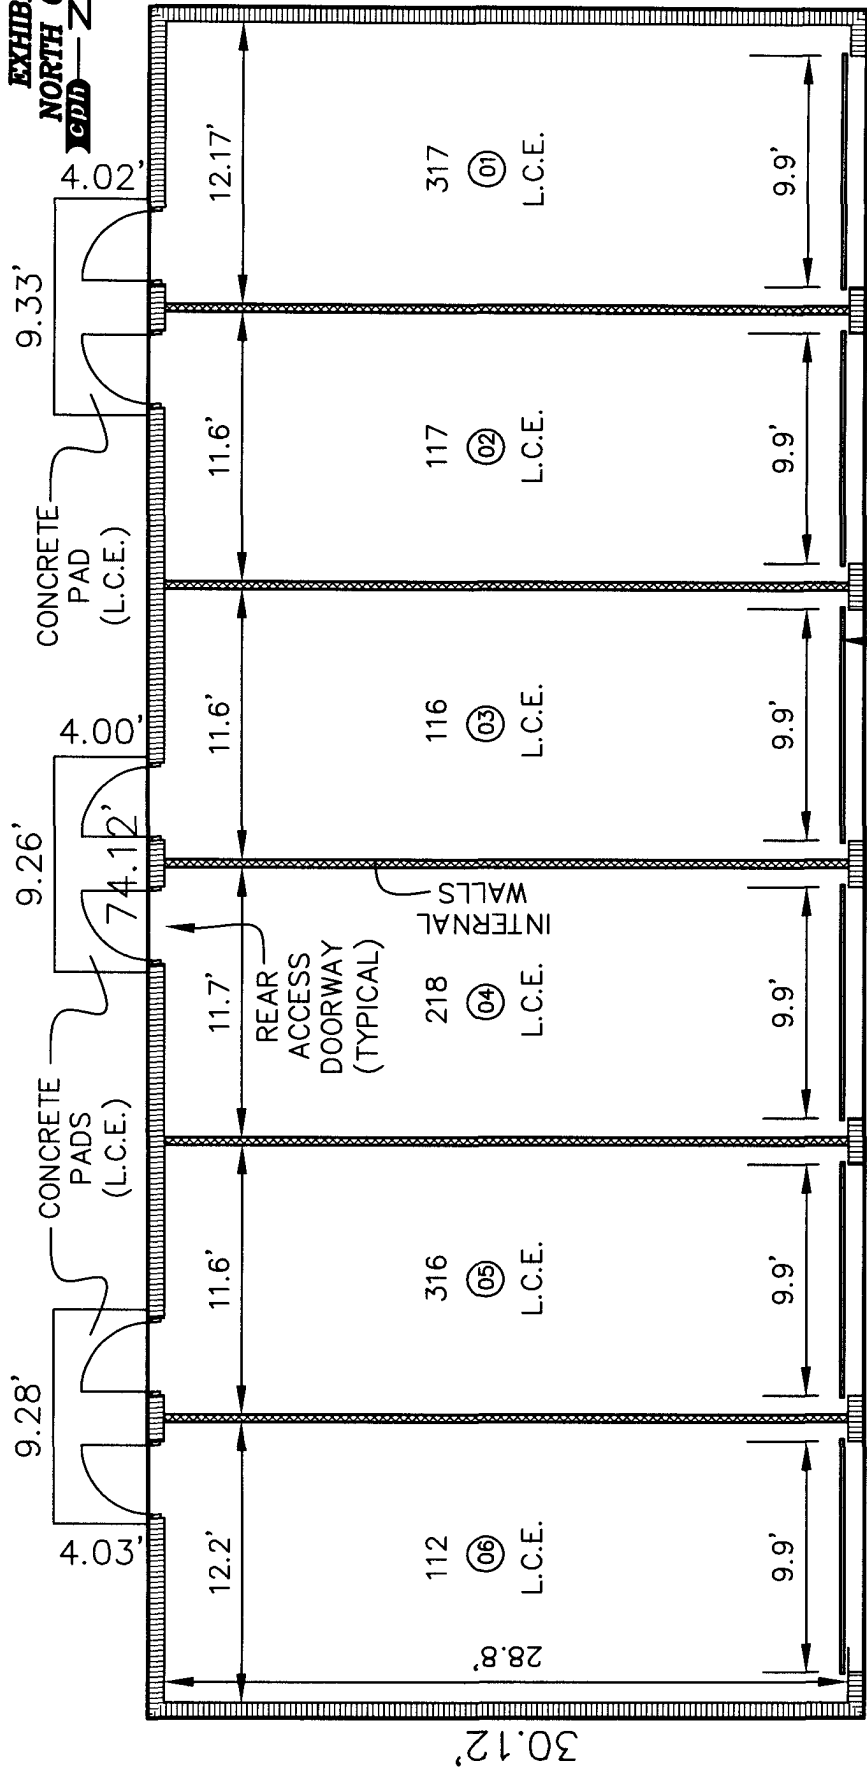 EXHIB
NORTH
cph
N
9.28'
9.26'
9.33'
4.03'
4.00'
4.02'
CONCRETE
PADS
(L.C.E.)
CONCRETE
PAD
(L.C.E.)
74.12'
12.2'
11.6'
11.7'
11.6'
11.6'
12.17'
REAR
ACCESS
DOORWAY
(TYPICAL)
INTERNAL
WALLS
112
06
L.C.E.
316
05
L.C.E.
218
04
L.C.E.
116
03
L.C.E.
117
02
L.C.E.
317
01
L.C.E.
28.8'
30.12'
9.9'
9.9'
9.9'
9.9'
9.9'
9.9'